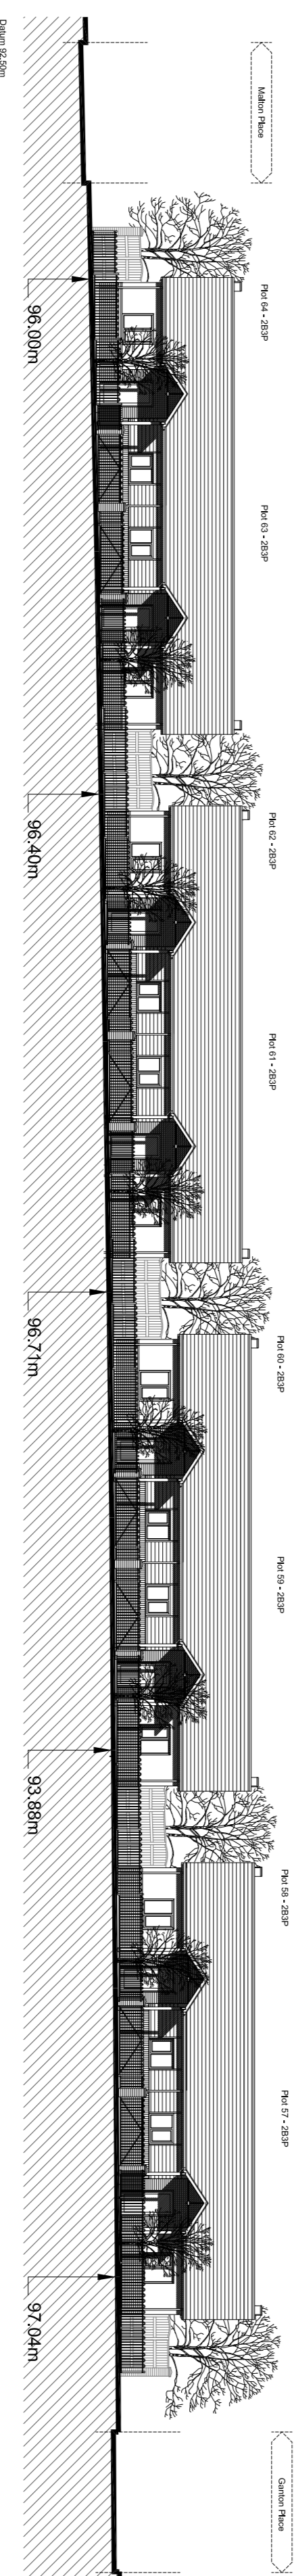 Malton Place
Plot 64 - 2B3P
Plot 63 - 2B3P
Plot 62 - 2B3P
Plot 61 - 2B3P
Plot 60 - 2B3P
Plot 59 - 2B3P
Plot 58 - 2B3P
Plot 57 - 2B3P
Ganton Place
96.00m
96.40m
96.71m
93.88m
97.04m
Datum 92.50m